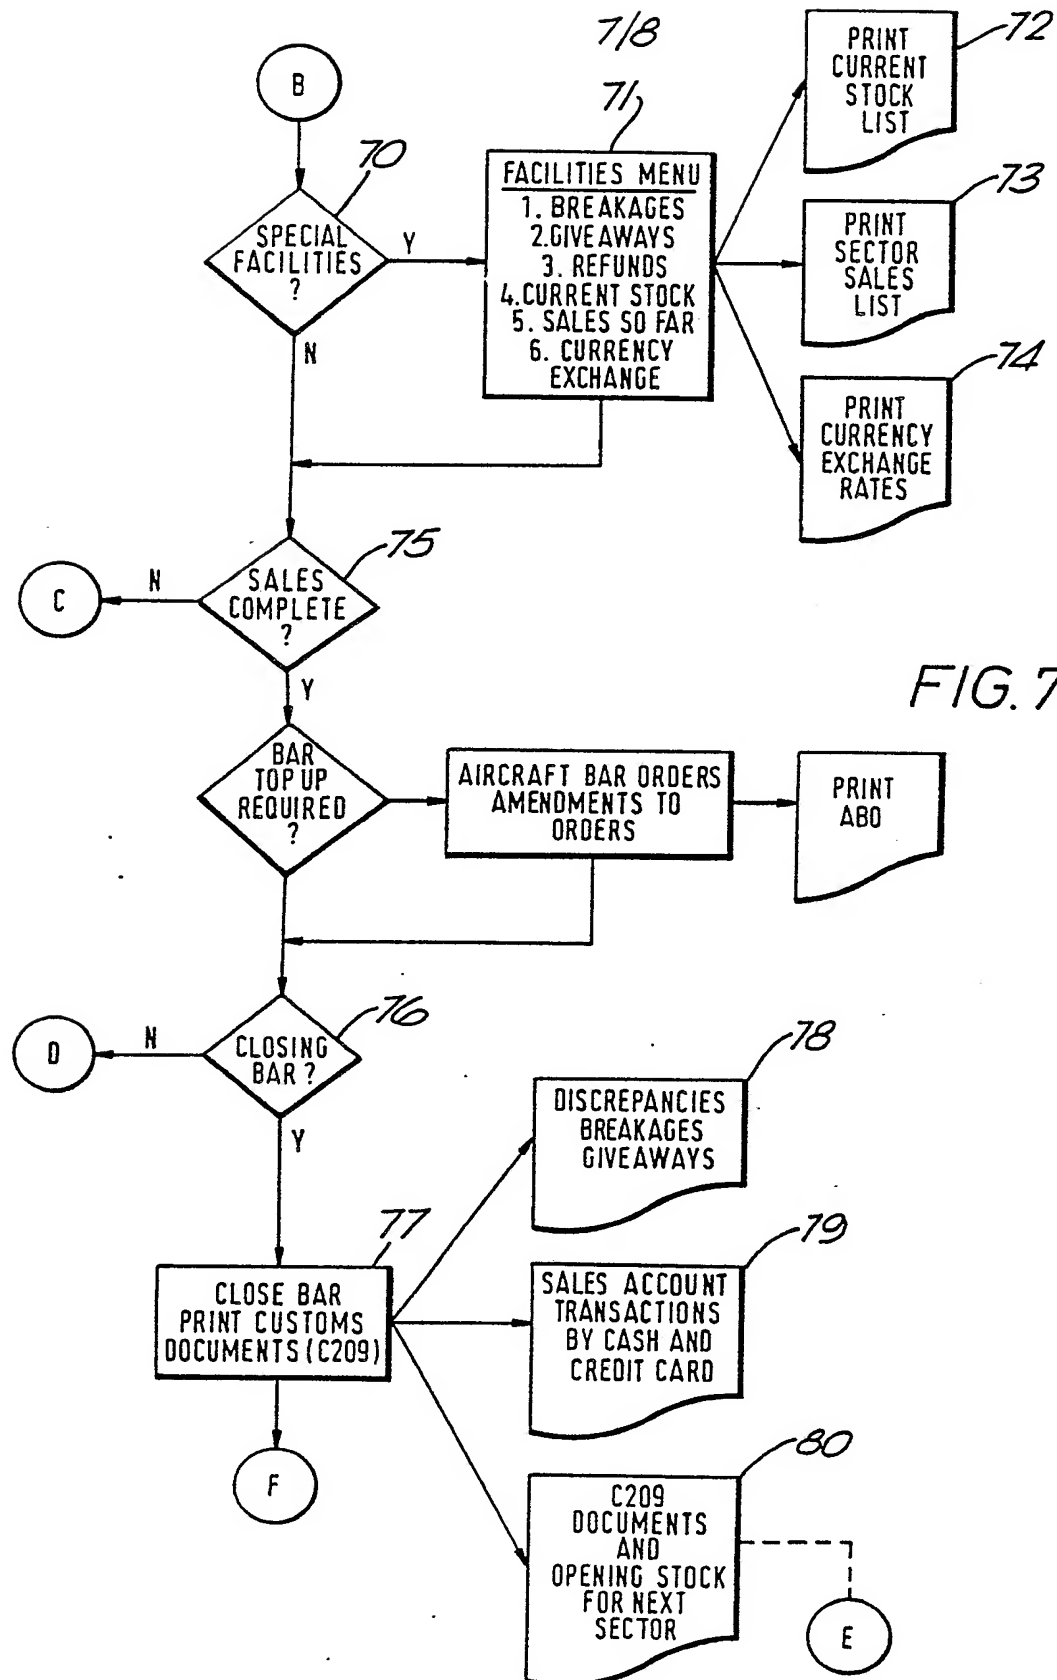 7/8
B
70
SPECIAL
FACILITIES
?
Y
N
71
FACILITIES MENU
1. BREAKAGES
2.GIVEAWAYS
3. REFUNDS
4.CURRENT STOCK
5. SALES SO FAR
6. CURRENCY
EXCHANGE
72
PRINT
CURRENT
STOCK
LIST
73
PRINT
SECTOR
SALES
LIST
74
PRINT
CURRENCY
EXCHANGE
RATES
75
SALES
COMPLETE
?
N
C
Y
FIG.7
BAR
TOP UP
REQUIRED
?
AIRCRAFT BAR ORDERS
AMENDMENTS TO
ORDERS
PRINT
ABO
76
CLOSING
BAR ?
N
D
Y
77
CLOSE BAR
PRINT CUSTOMS
DOCUMENTS (C209)
F
78
DISCREPANCIES
BREAKAGES
GIVEAWAYS
79
SALES ACCOUNT
TRANSACTIONS
BY CASH AND
CREDIT CARD
80
C209
DOCUMENTS
AND
OPENING STOCK
FOR NEXT
SECTOR
E